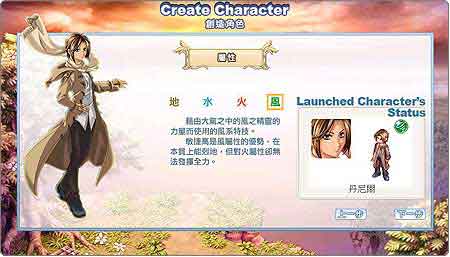 Create Character
創造角色
屬性
地 水 火 風
藉由大氣之中的風之精靈的
力量而使用的風系特技。
敏捷高是風屬性的優勢。在
本質上能剋地，但對火屬性卻無
法發揮全力。
Launched Character's
Status
丹尼爾
上一步 下一步